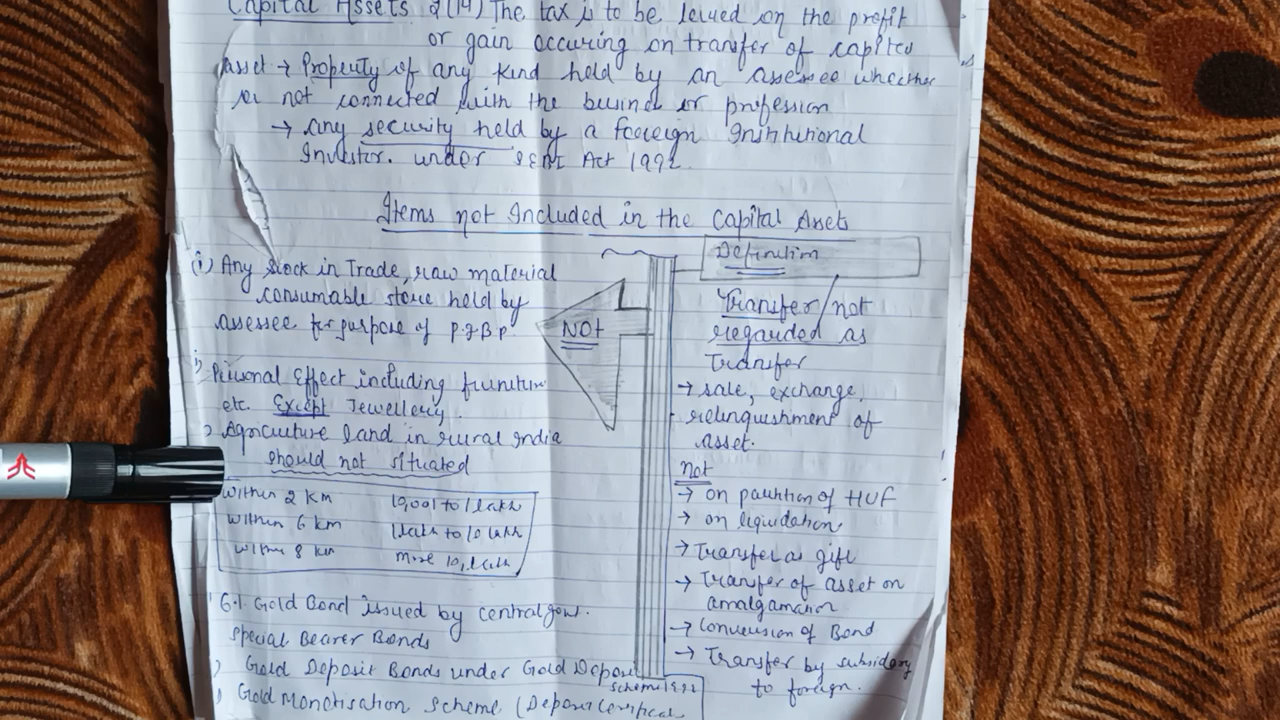 Capital Assets 2(14) The tax is to be levied on the profit
or gain occuring on transfer of capital
asset → Property of any kind held by an assesee whether
or not connected with the business or profession
→ Any security held by a foreign Institutional
Investor. under SEBI Act 1992.
Items not Included in the Capital Assets
(i) Any stock in Trade, raw material
consumable store held by
assesee for purpose of P.G.B.P
Personal Effect including furniture
etc. Except Jewellery.
Agriculture land in rural India
should not situated
within 2 KM 10,001 to 1 lakh
within 6 KM 1 lakh to 10 lakh
within 8 km more 10, lakh
6.1. Gold Bond issued by central gov.
Special Bearer Bonds
Gold Deposit Bonds under Gold Deposit
scheme 1999
Gold Monetisation Scheme (Deposit Certificate
NOt
Definition
Transfer/not
regarded as
Transfer
→ sale, exchange,
relinquishment of
asset.
Not
→ on partition of HUF
→ on liquidation
→ Transfer as gift
→ Transfer of asset on
amalgamation
→ Conversion of Bond
→ Transfer by subsidary
to foreign.